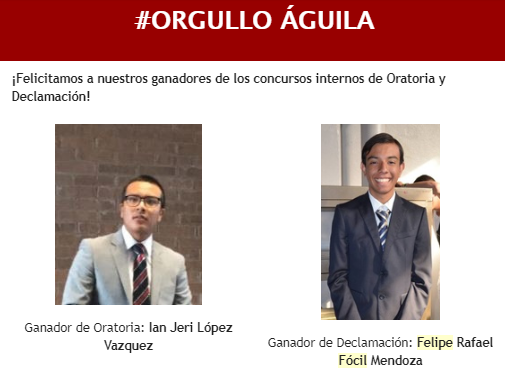 #ORGULLO ÁGUILA
¡Felicitamos a nuestros ganadores de los concursos internos de Oratoria y
Declamación!
Ganador de Oratoria: Ian Jeri López
Vazquez
Ganador de Declamación: Felipe Rafael
Fócil Mendoza